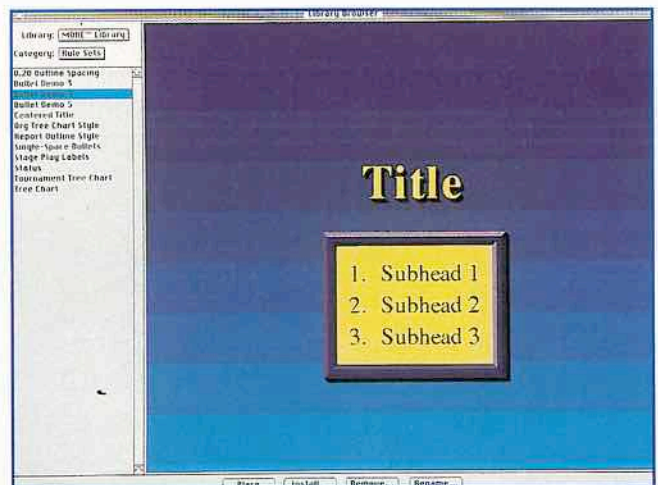 Library Browser
Library: MORE™ Library
Category: Rule Sets
0.20 Outline Spacing
Bullet Demo 3
Bullet Demo 5
Centered Title
Org Tree Chart Style
Report Outline Style
Single-Space Bullets
Stage Play Labels
Status
Tournament Tree Chart
Tree Chart
Title
1. Subhead 1
2. Subhead 2
3. Subhead 3
Install... Remove... Rename...